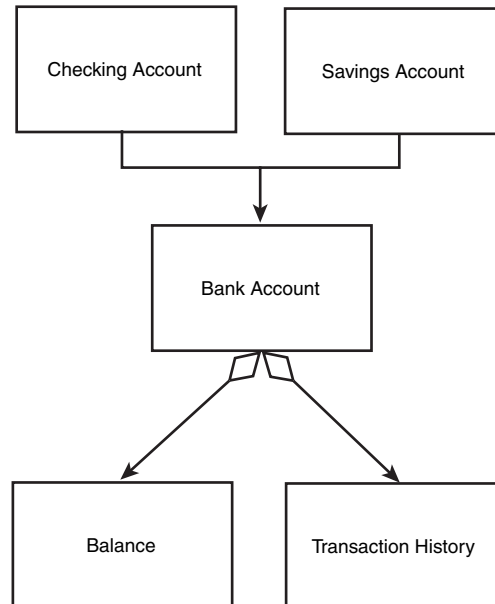 Checking Account
Savings Account
Bank Account
Balance
Transaction History